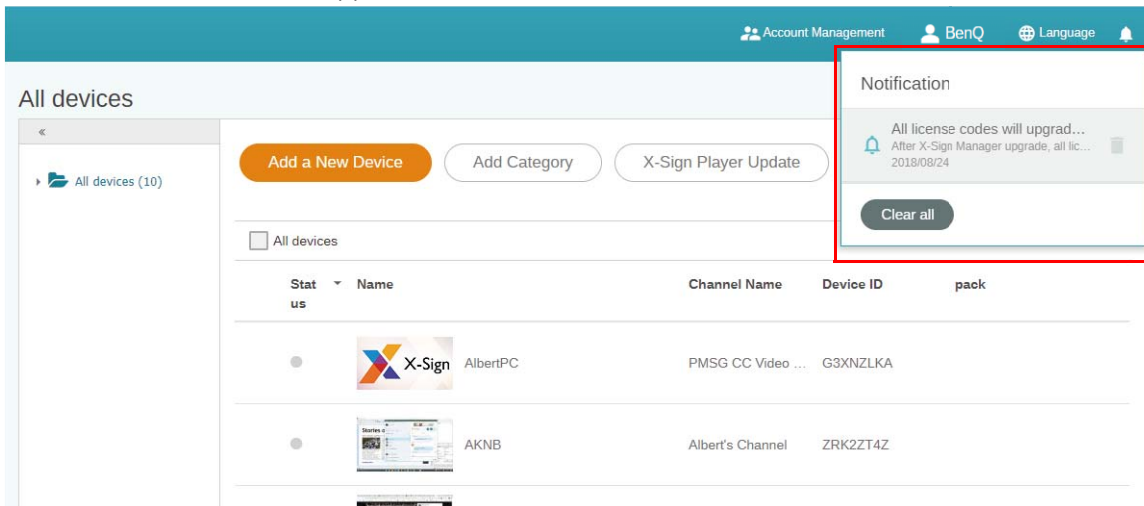 Account Management BenQ Language
All devices
«
All devices (10)
Add a New Device Add Category X-Sign Player Update
Notification
All license codes will upgrad...
After X-Sign Manager upgrade, all lic...
2018/08/24
Clear all
All devices
Stat Name Channel Name Device ID pack
us
X-Sign AlbertPC PMSG CC Video ... G3XNZLKA
Stories AKNB Albert's Channel ZRK2ZT4Z